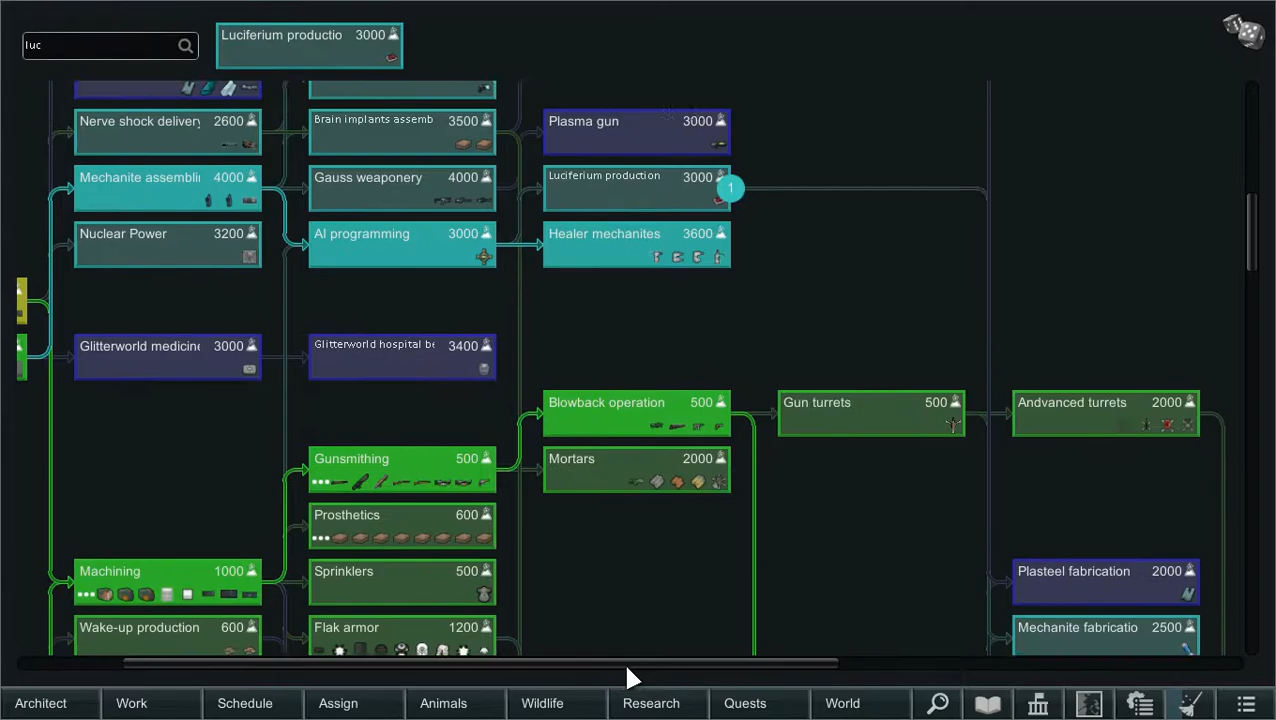 luc
Luciferium productio 3000
Nerve shock delivery 2600
Brain implants assemb 3500
Plasma gun 3000
Mechanite assemblin 4000
Gauss weaponery 4000
Luciferium production 3000
1
Nuclear Power 3200
AI programming 3000
Healer mechanites 3600
Glitterworld medicine 3000
Glitterworld hospital be 3400
Blowback operation 500
Gun turrets 500
Andvanced turrets 2000
Gunsmithing 500
Mortars 2000
Prosthetics 600
Machining 1000
Sprinklers 500
Plasteel fabrication 2000
Wake-up production 600
Flak armor 1200
Mechanite fabricatio 2500
Architect Work Schedule Assign Animals Wildlife Research Quests World